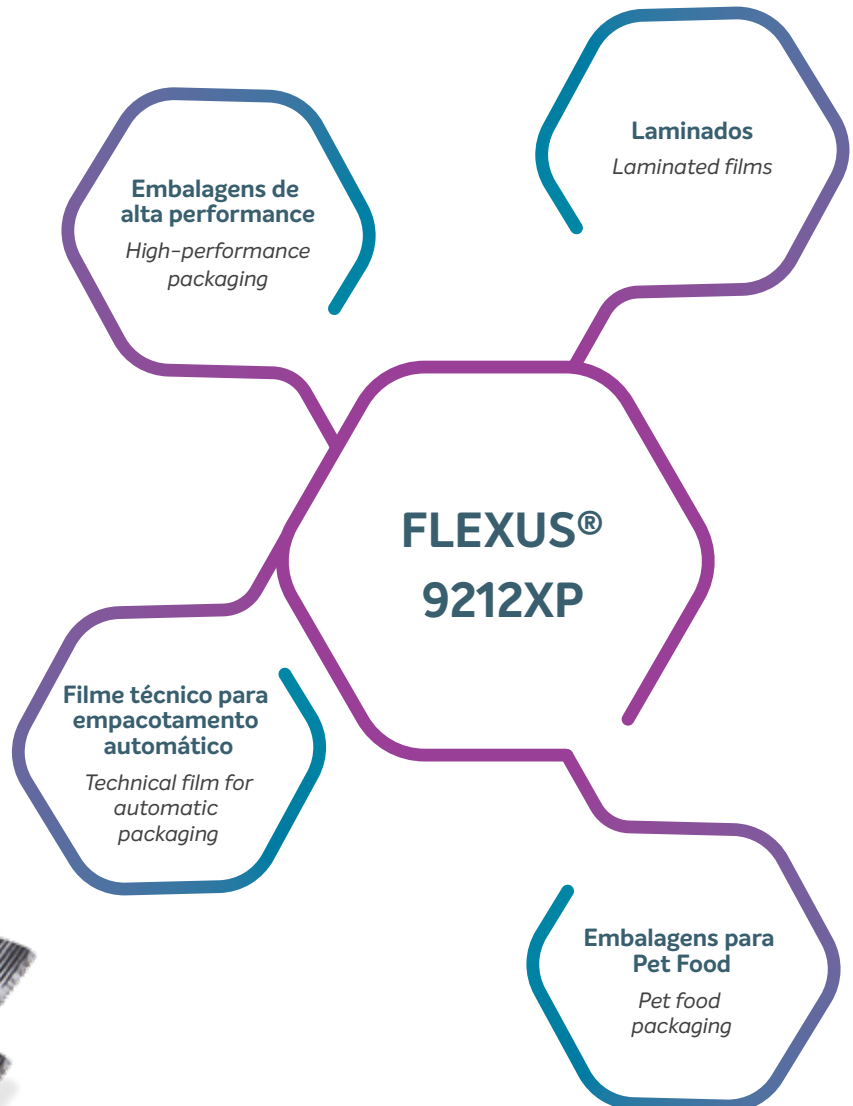 Laminados
Laminated films
Embalagens de
alta performance
High-performance
packaging
FLEXUS®
9212XP
Filme técnico para
empacotamento
automático
Technical film for
automatic
packaging
Embalagens para
Pet Food
Pet food
packaging